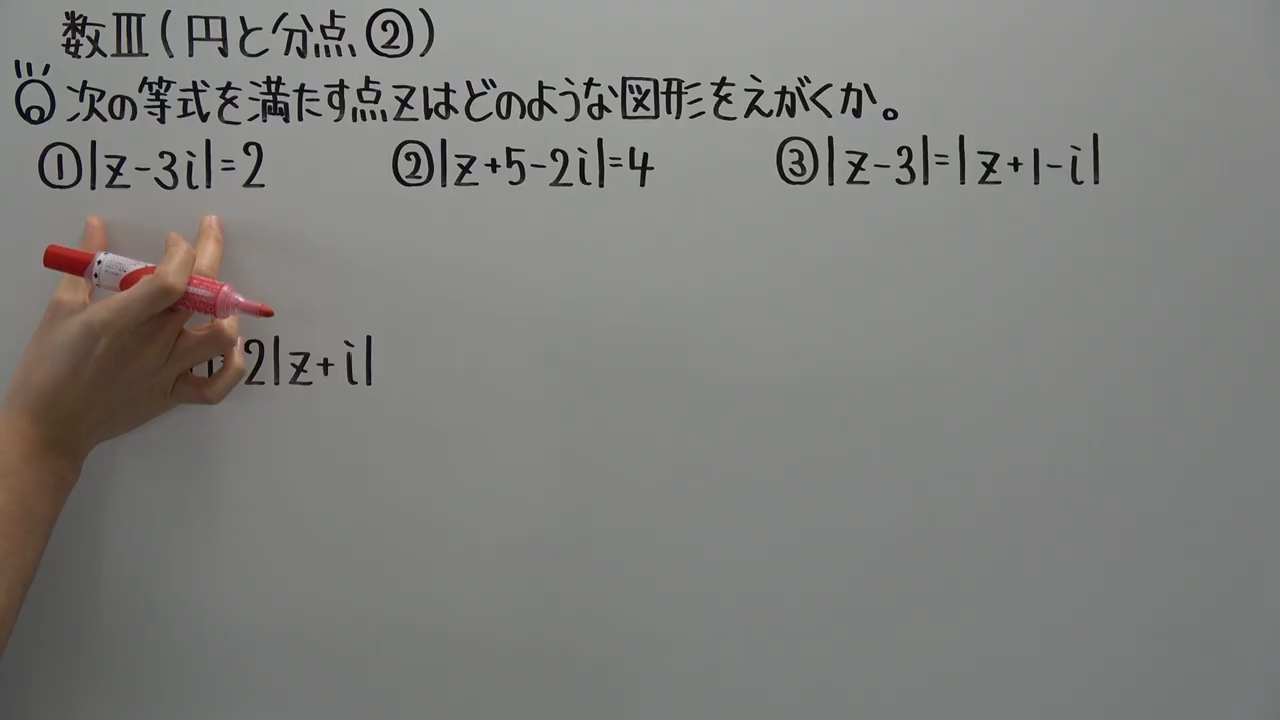 数Ⅲ(円と分点②)
Q 次の等式を満たす点zはどのような図形をえがくか。
①|z-3i|=2 ②|z+5-2i|=4 ③|z-3|=|z+1-i|
2|z+i|